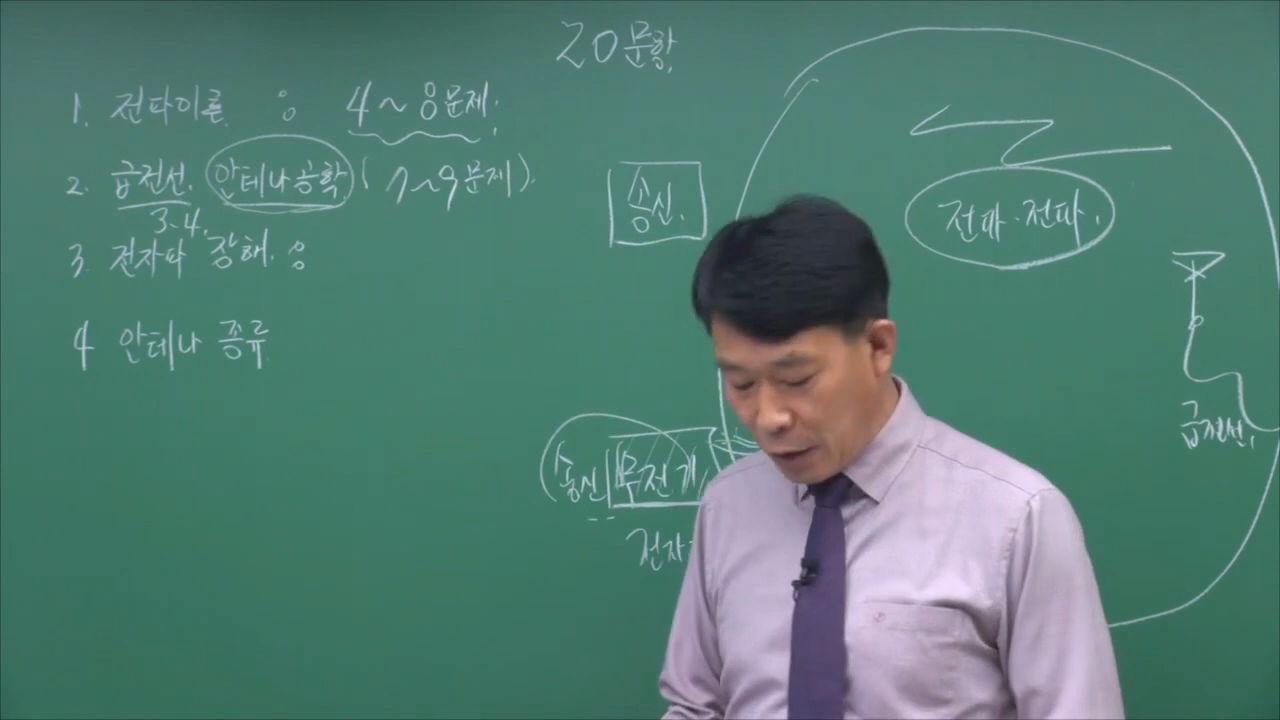 20문항
1. 전파이론 : 4~8문제.
2. 급전선. 안테나공학 (7~9문제).
3-4.
3. 전자파 장해.
4 안테나 종류
송신.
전파·전파.
급전선.
송신 무전기
전자